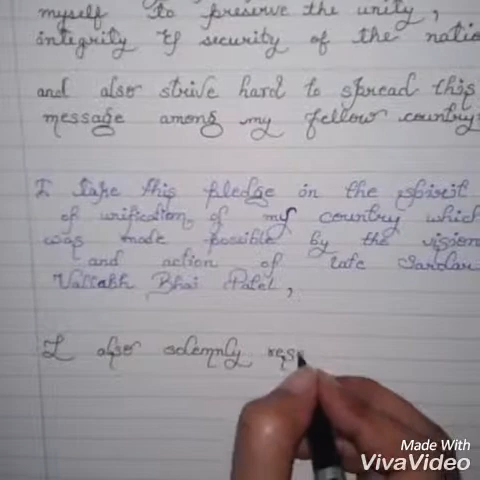 myself to preserve the unity,
integrity & security of the natio
and also strive hard to spread this
message among my fellow country
I take this pledge in the spirit
of unification of my country which
was made possible by the vision
and action of late Sardar
Vallabh Bhai Patel,
I also solemnly res
Made With
VivaVideo